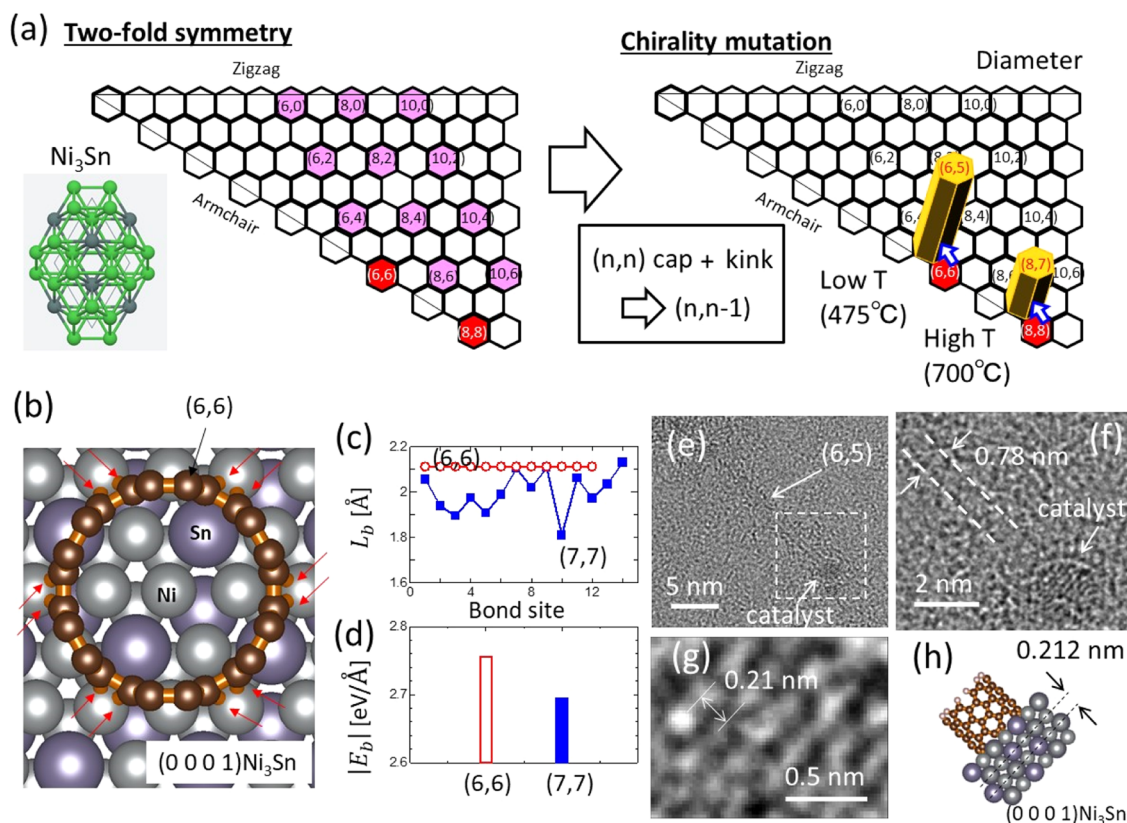 (a)
Two-fold symmetry
Chirality mutation
Zigzag
Zigzag
Diameter
(6,0)
(8,0)
10,0)
(6,0)
(8,0)
10,0)
Ni₃Sn
(6,2
(8,2)
10,2)
(6,2
10,2)
(6,5)
Armchair
Armchair
(6,4)
(8,4)
10,4)
(6,4
(8,4)
(10,4)
(6,6)
(8,6)
10,6)
(n,n) cap + kink
(n,n-1)
Low T
(475℃)
(6,6)
(8,6
(8,7)
10,6)
(8,8)
(8,8)
High T
(700℃)
(b)
(6,6)
Sn
Ni
(0 0 0 1)Ni₃Sn
(c)
2.2
2
1.8
1.6
L_b [Å]
(6,6)
(7,7)
0
4
8
12
Bond site
(d)
2.8
2.7
2.6
|E_b| [eV/Å]
(6,6)
(7,7)
(e)
(6,5)
5 nm
catalyst
(f)
0.78 nm
catalyst
2 nm
(g)
0.21 nm
0.5 nm
(h)
0.212 nm
(0 0 0 1)Ni₃Sn